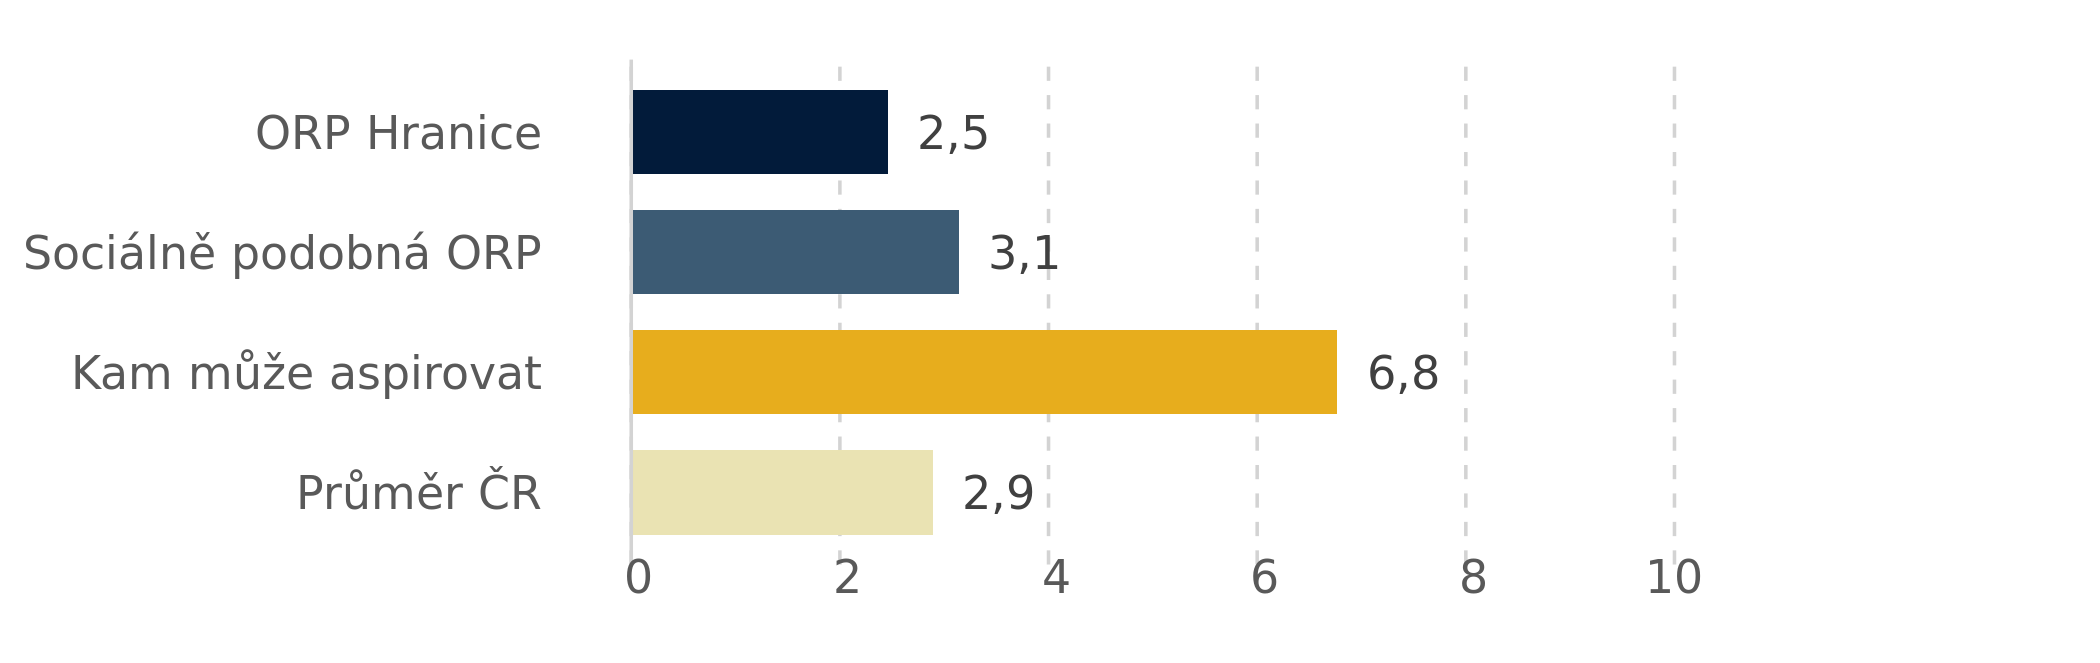 ORP Hranice 2,5
Sociálně podobná ORP 3,1
Kam může aspirovat 6,8
Průměr ČR 2,9
0 2 4 6 8 10